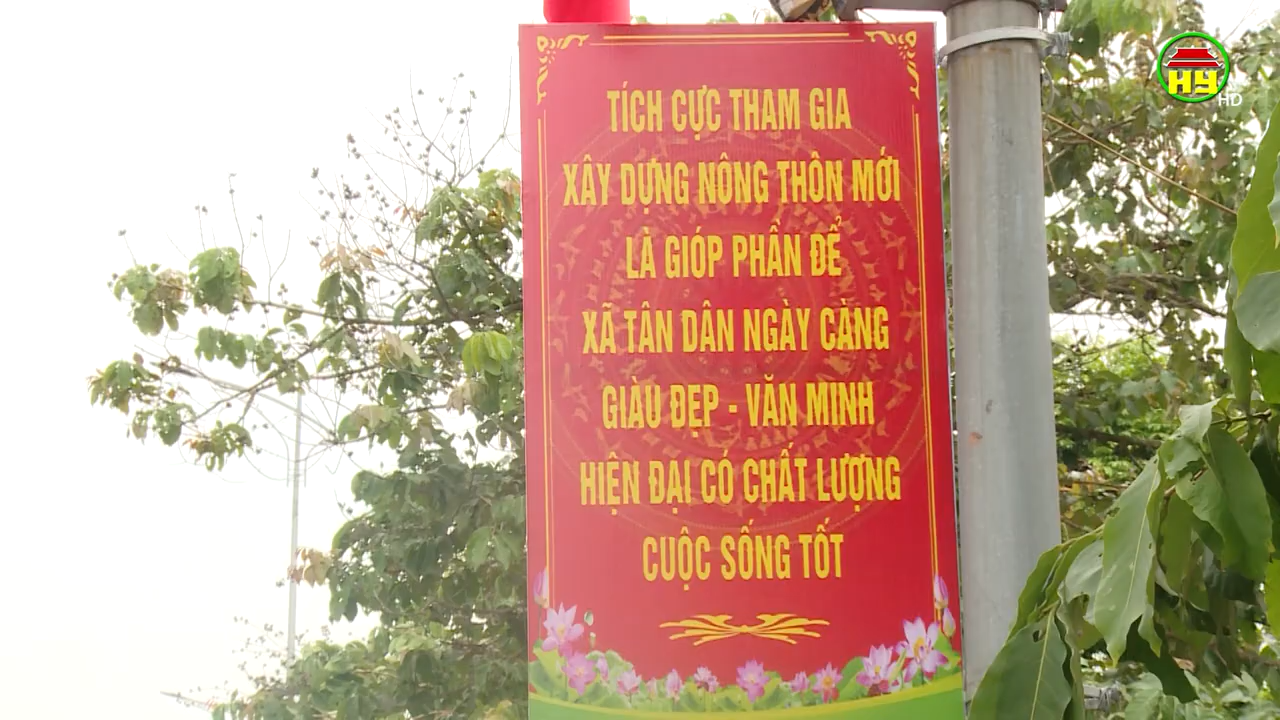 HY
HD
TÍCH CỰC THAM GIA
XÂY DỰNG NÔNG THÔN MỚI
LÀ GIÓP PHẦN ĐỂ
XÃ TÂN DÂN NGÀY CÀNG
GIÀU ĐẸP - VĂN MINH
HIỆN ĐẠI CÓ CHẤT LƯỢNG
CUỘC SỐNG TỐT